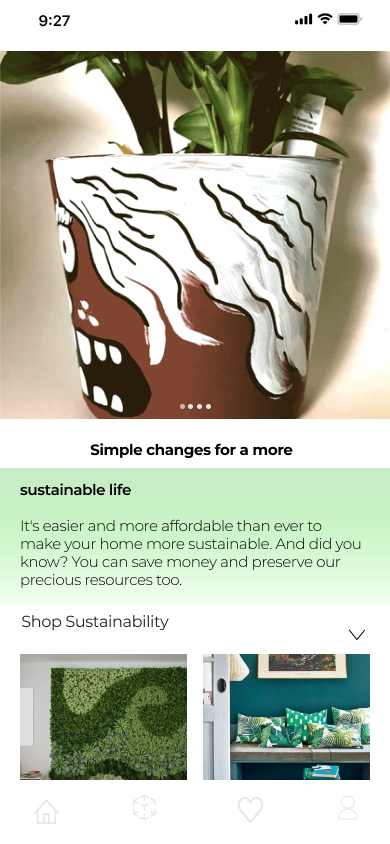 9:27
Simple changes for a more
sustainable life
It's easier and more affordable than ever to
make your home more sustainable. And did you
know? You can save money and preserve our
precious resources too.
Shop Sustainability